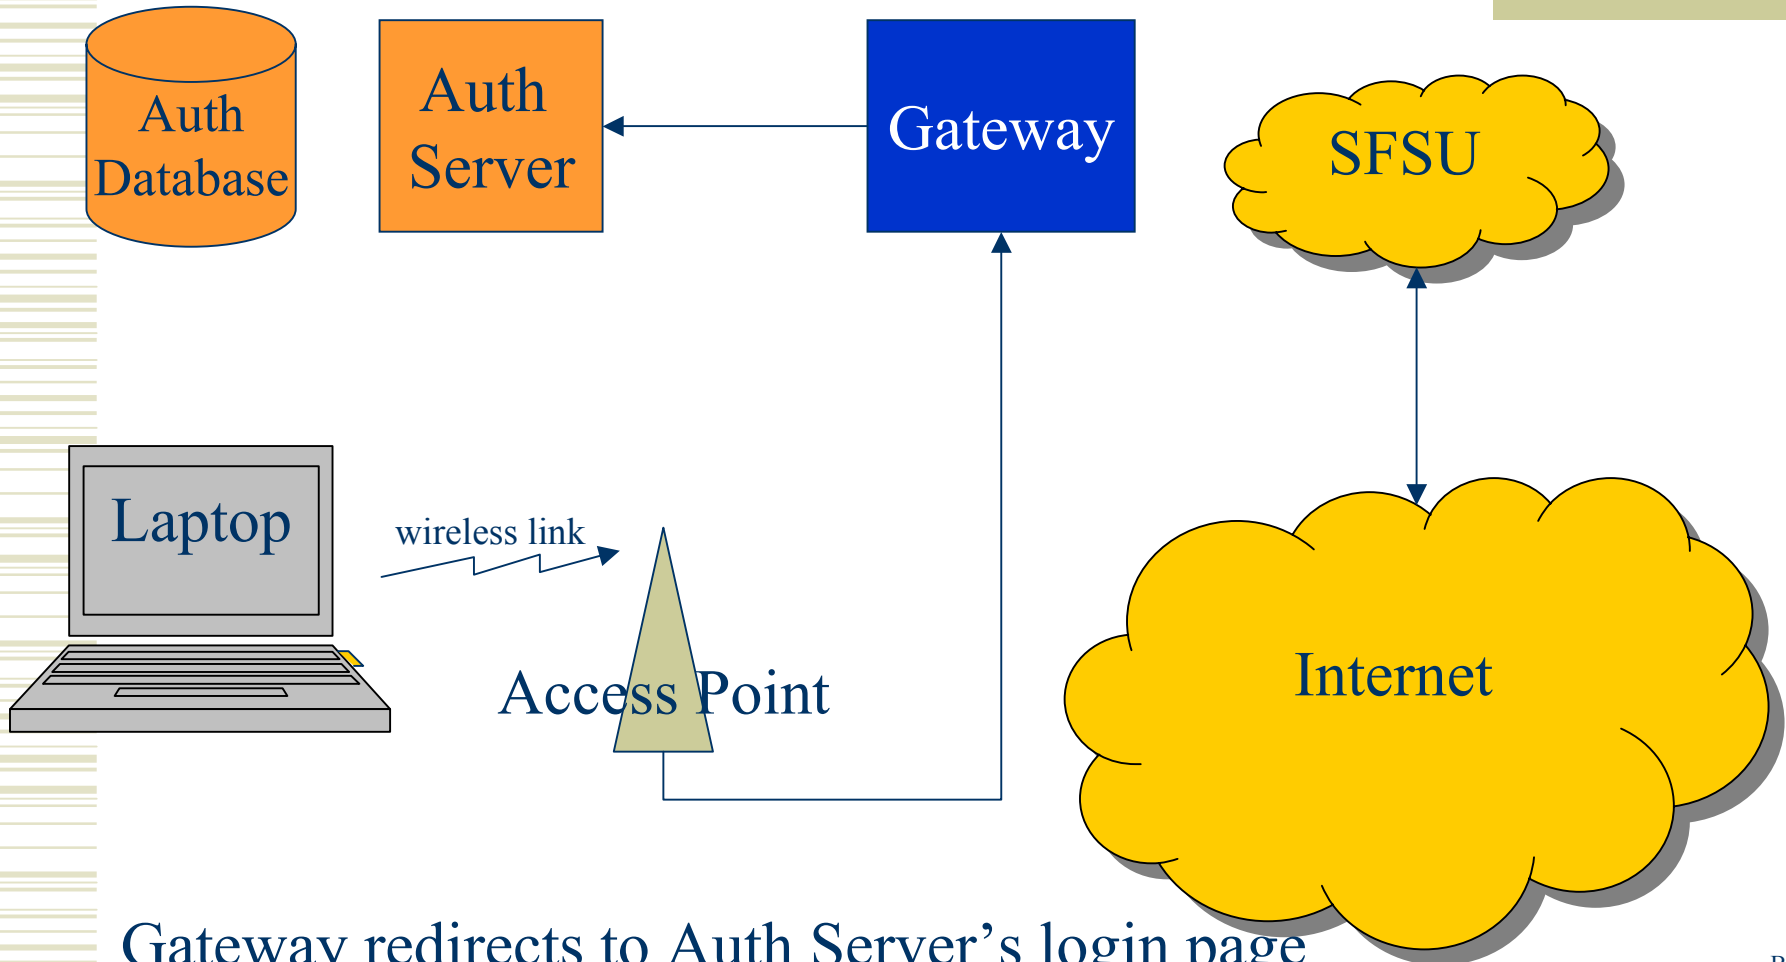 Auth
Database
Auth
Server
Gateway
SFSU
Laptop
wireless link
Access Point
Internet
Gateway redirects to Auth Server’s login page